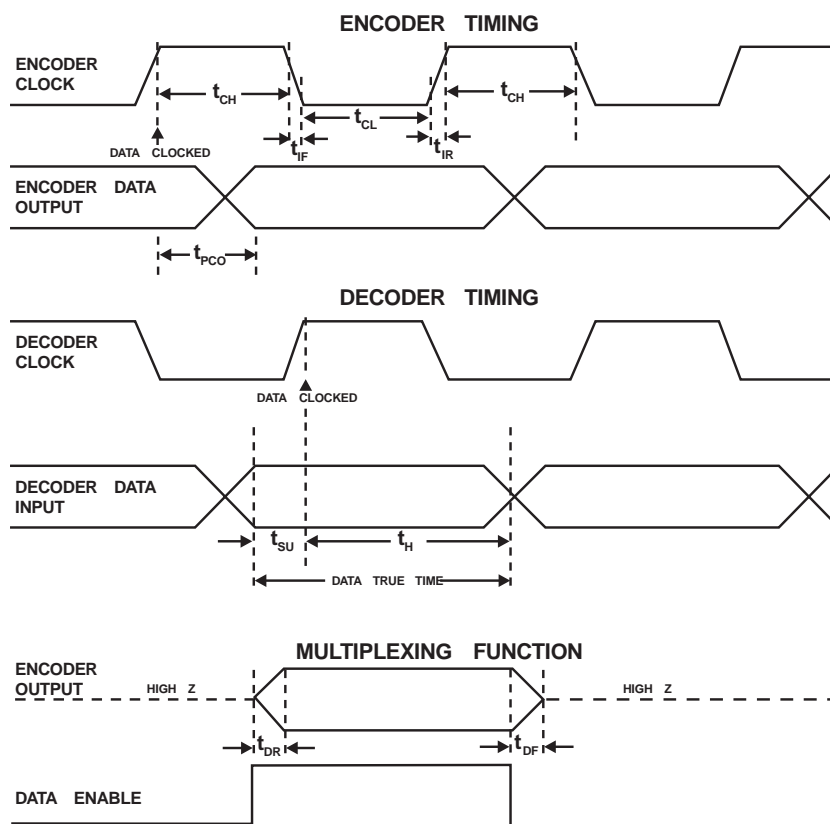 ENCODER TIMING
ENCODER
CLOCK
tCH
tCL
tCH
tIF
tIR
DATA CLOCKED
ENCODER DATA
OUTPUT
tPCO
DECODER TIMING
DECODER
CLOCK
DATA CLOCKED
DECODER DATA
INPUT
tSU
tH
DATA TRUE TIME
MULTIPLEXING FUNCTION
ENCODER
OUTPUT
HIGH Z
HIGH Z
tDR
tDF
DATA ENABLE